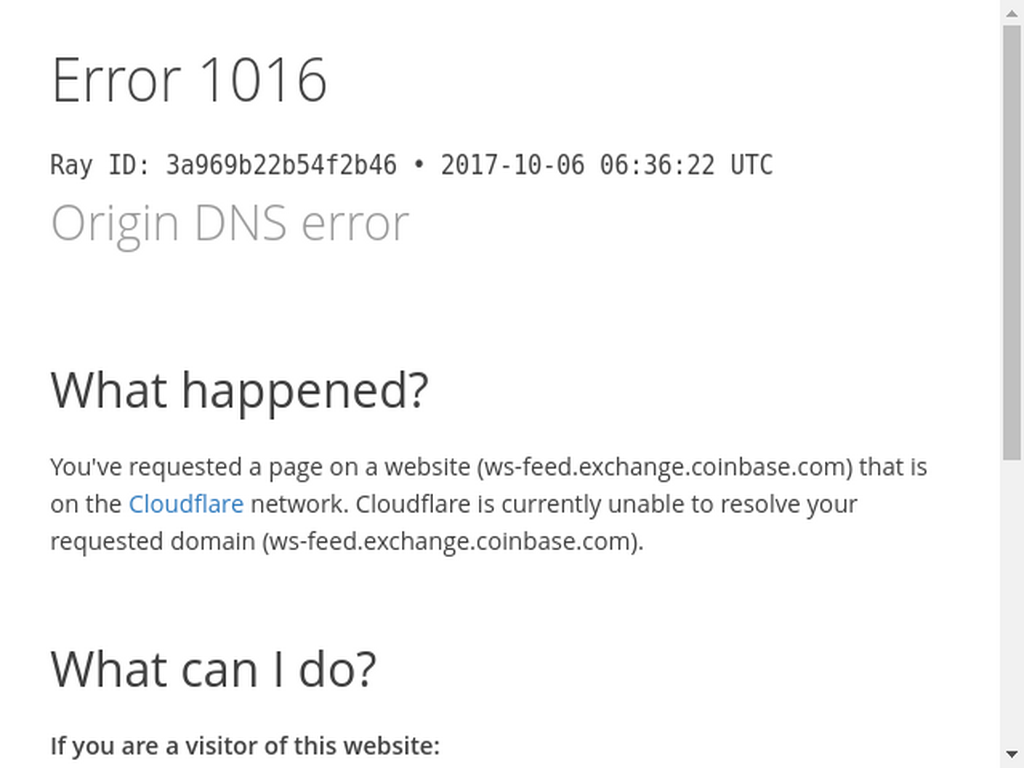 Error 1016
Ray ID: 3a969b22b54f2b46 • 2017-10-06 06:36:22 UTC
Origin DNS error
What happened?
You've requested a page on a website (ws-feed.exchange.coinbase.com) that is
on the Cloudflare network. Cloudflare is currently unable to resolve your
requested domain (ws-feed.exchange.coinbase.com).
What can I do?
If you are a visitor of this website: